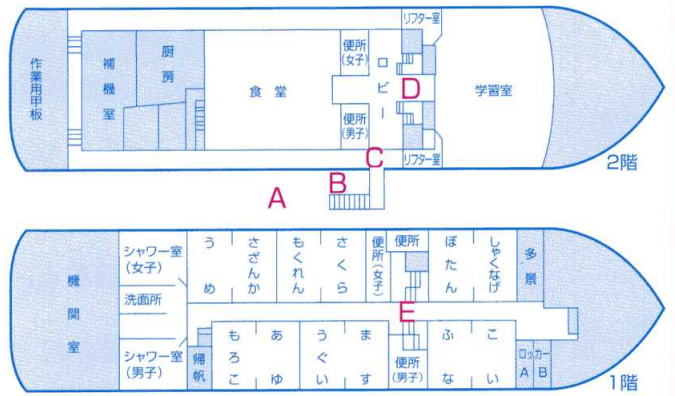 リフター室
作業用甲板
補機室
厨房
食堂
便所
(女子)
便所
(男子)
ロビー
D
学習室
C
リフター室
2階
B
A
機関室
シャワー室
(女子)
洗面所
シャワー室
(男子)
うめ
さざんか
もくれん
さくら
便所(女子)
便所
ぼたん
しゃくなげ
多景
E
帰帆
もろこ
あゆ
うぐい
ます
便所
(男子)
ふな
こい
ロッカー
A B
1階